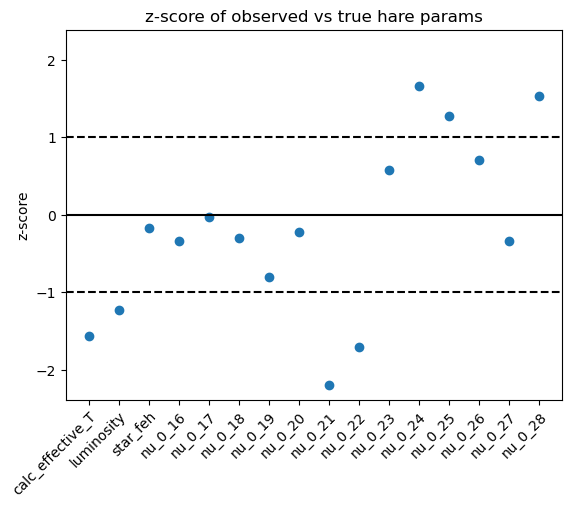 z-score of observed vs true hare params
z-score
2
1
0
−1
−2
calc_effective_T
luminosity
star_feh
nu_0_16
nu_0_17
nu_0_18
nu_0_19
nu_0_20
nu_0_21
nu_0_22
nu_0_23
nu_0_24
nu_0_25
nu_0_26
nu_0_27
nu_0_28